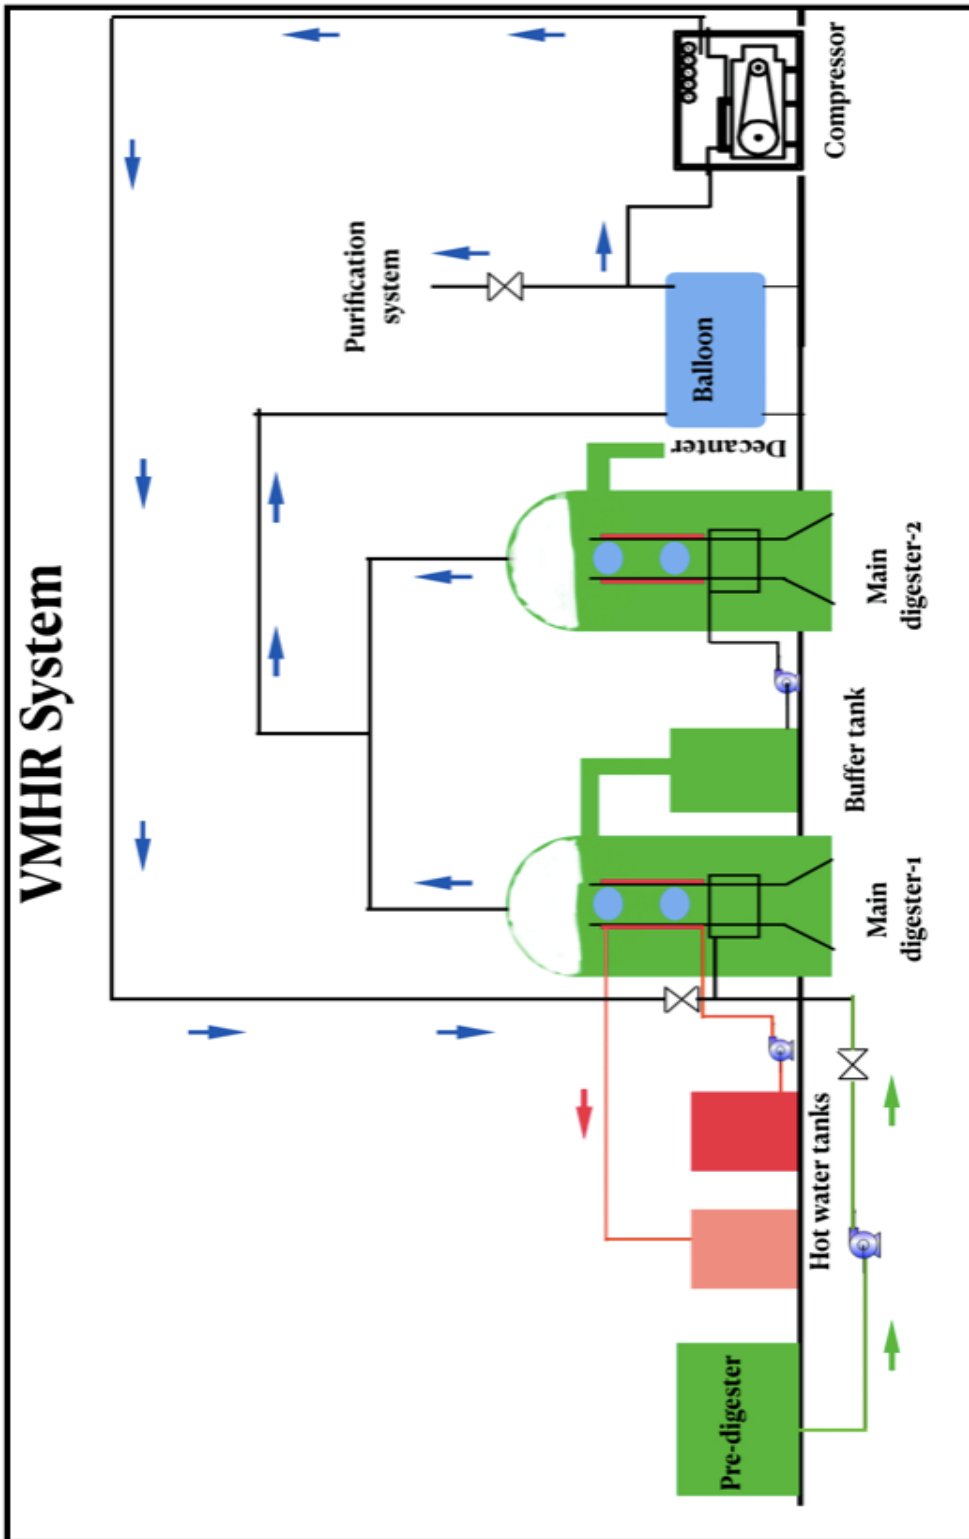 VMHR System
Pre-digester
Hot water tanks
Main
digester-1
Buffer tank
Main
digester-2
Decanter
Balloon
Purification
system
Compressor